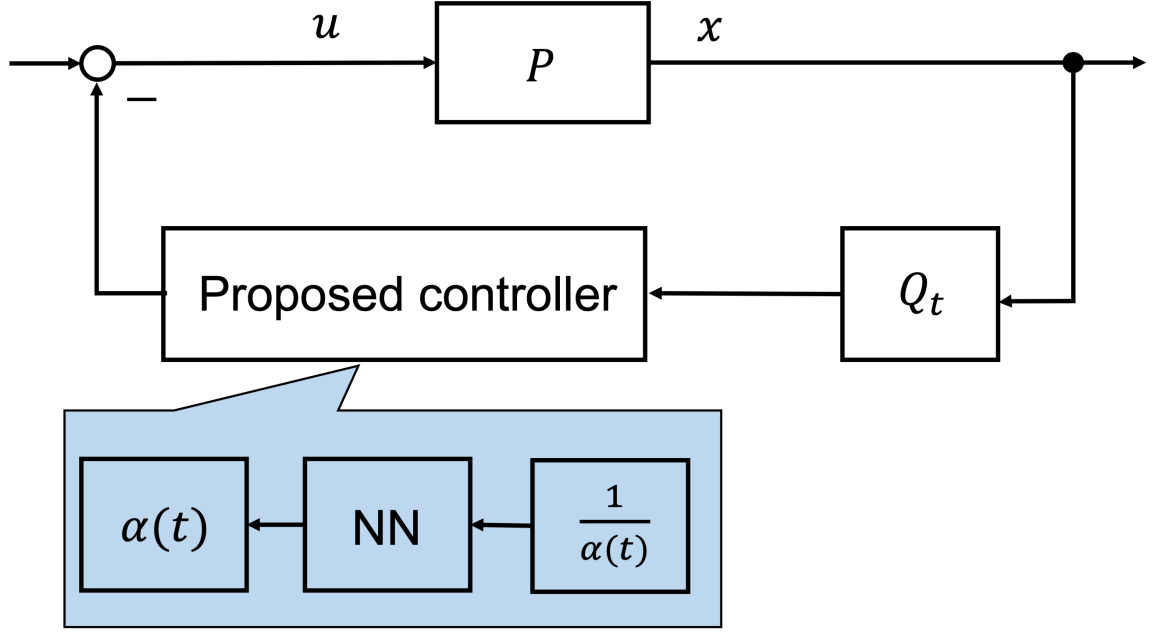 u
x
P
−
Proposed controller
Q_t
α(t)
NN
1
α(t)